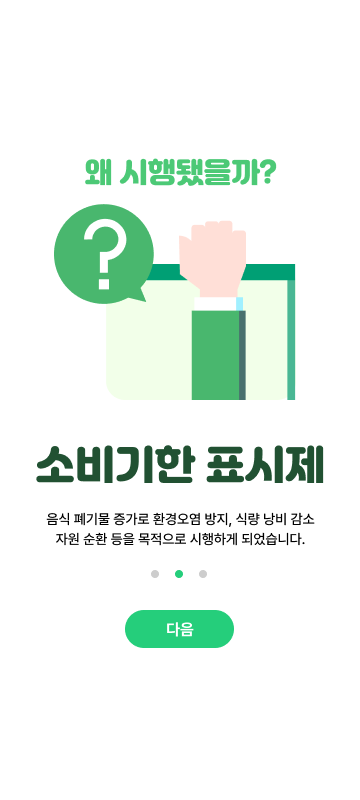 왜 시행됐을까?
?
소비기한 표시제
음식 폐기물 증가로 환경오염 방지, 식량 낭비 감소
자원 순환 등을 목적으로 시행하게 되었습니다.
다음